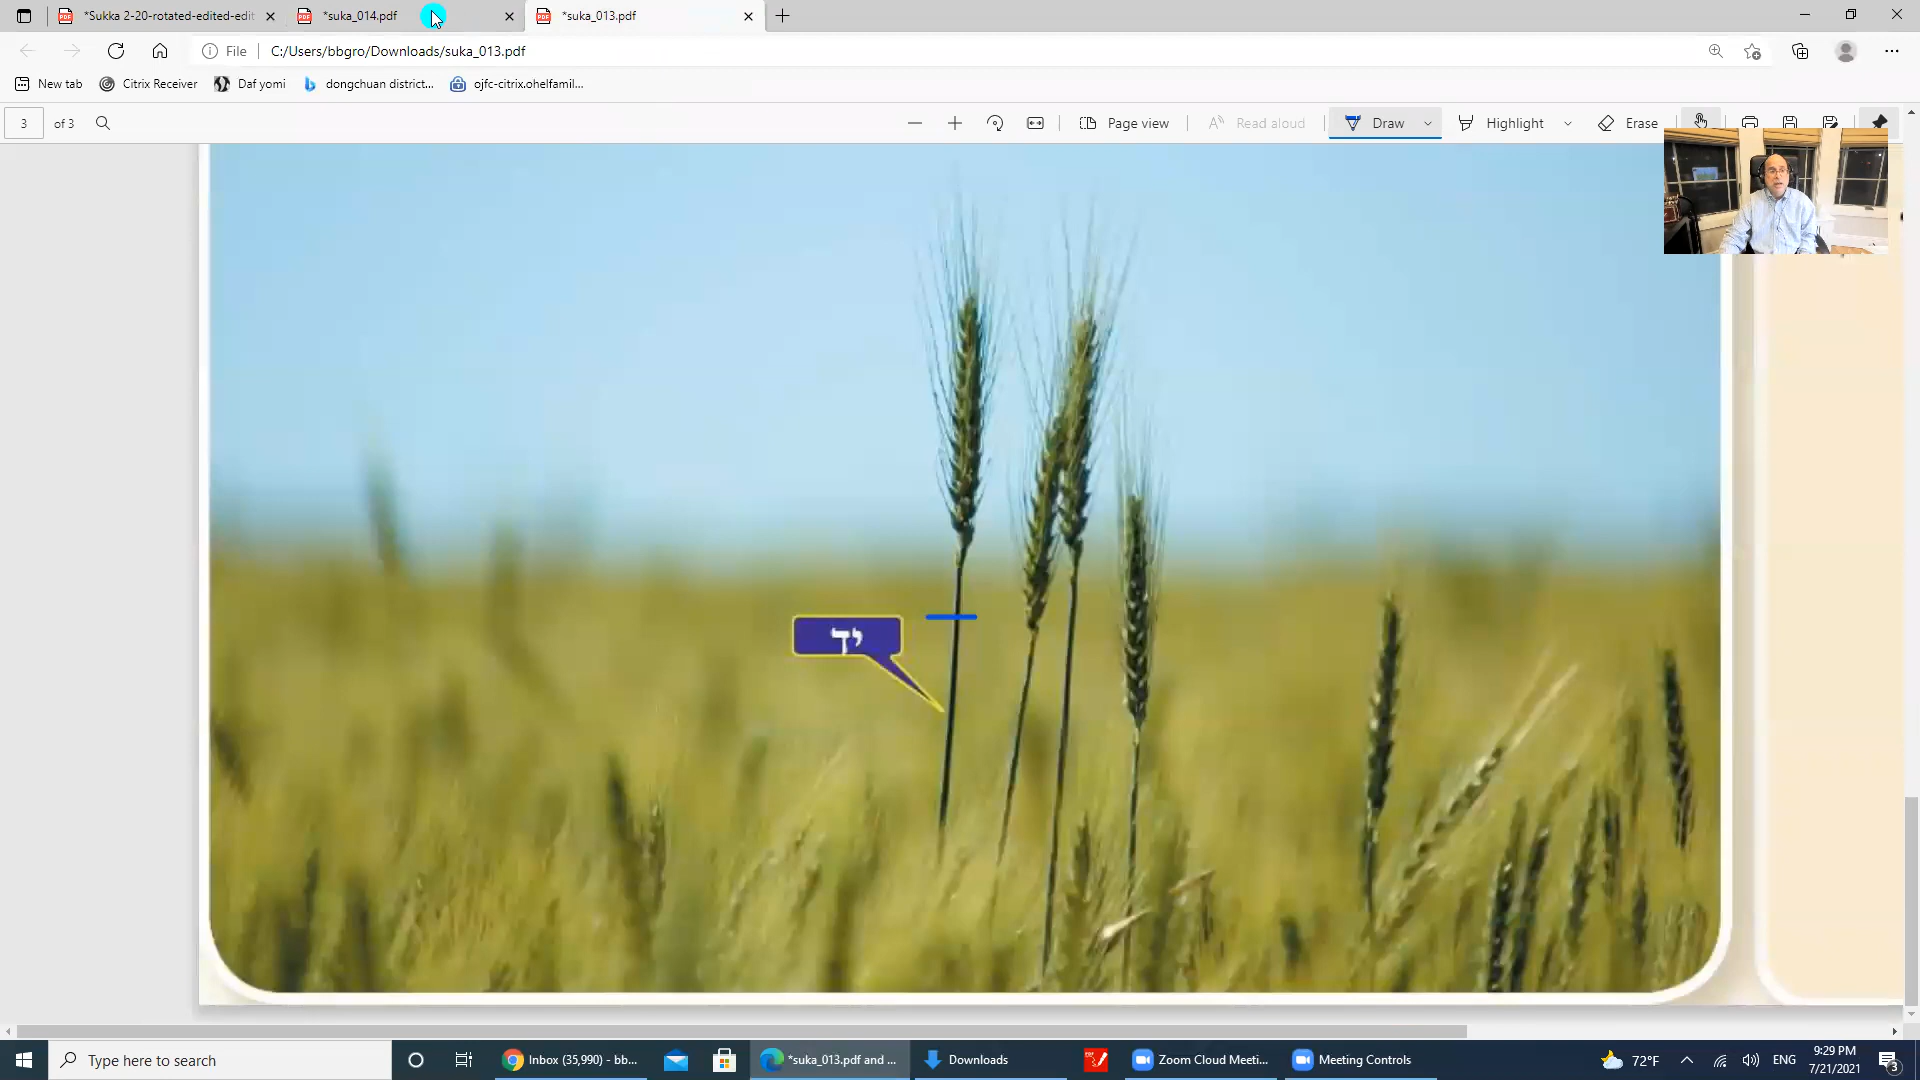 *Sukka 2-20-rotated-edited-edit
*suka_014.pdf
*suka_013.pdf
File
C:/Users/bbgro/Downloads/suka_013.pdf
New tab
Citrix Receiver
Daf yomi
dongchuan district...
ojfc-citrix.ohelfamil...
3
of 3
Page view
Read aloud
Draw
Highlight
Erase
יד
Type here to search
Inbox (35,990) - bb...
*suka_013.pdf and ...
Downloads
Zoom Cloud Meeti...
Meeting Controls
72°F
ENG
9:29 PM
7/21/2021
3